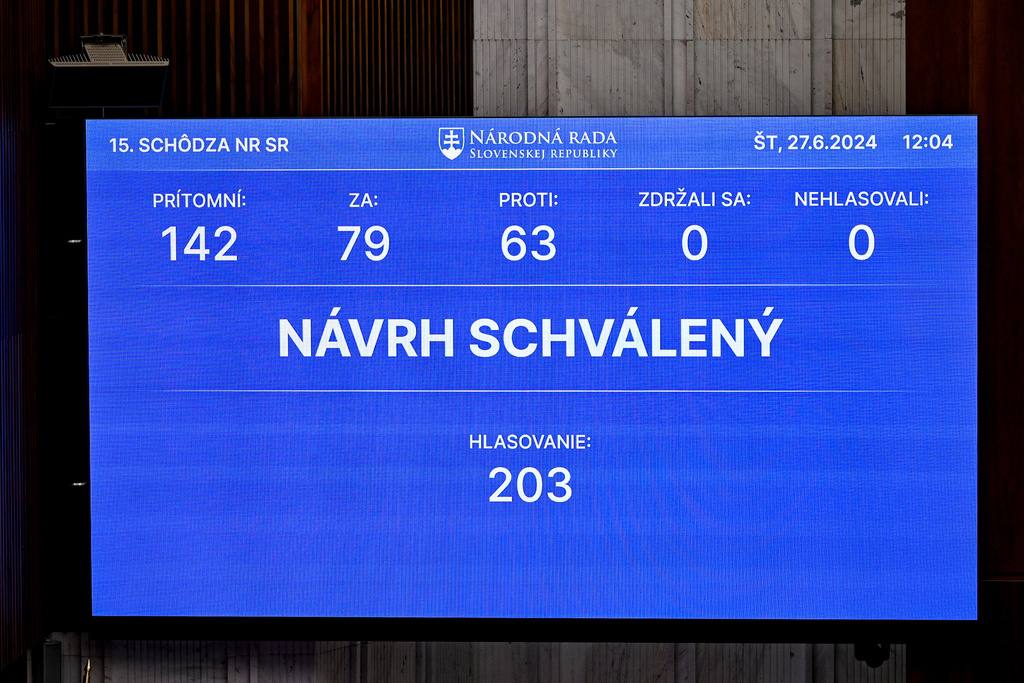 15. SCHÔDZA NR SR
NÁRODNÁ RADA
SLOVENSKEJ REPUBLIKY
ŠT, 27.6.2024 12:04
PRÍTOMNÍ: ZA: PROTI: ZDRŽALI SA: NEHLASOVALI:
142 79 63 0 0
NÁVRH SCHVÁLENÝ
HLASOVANIE:
203